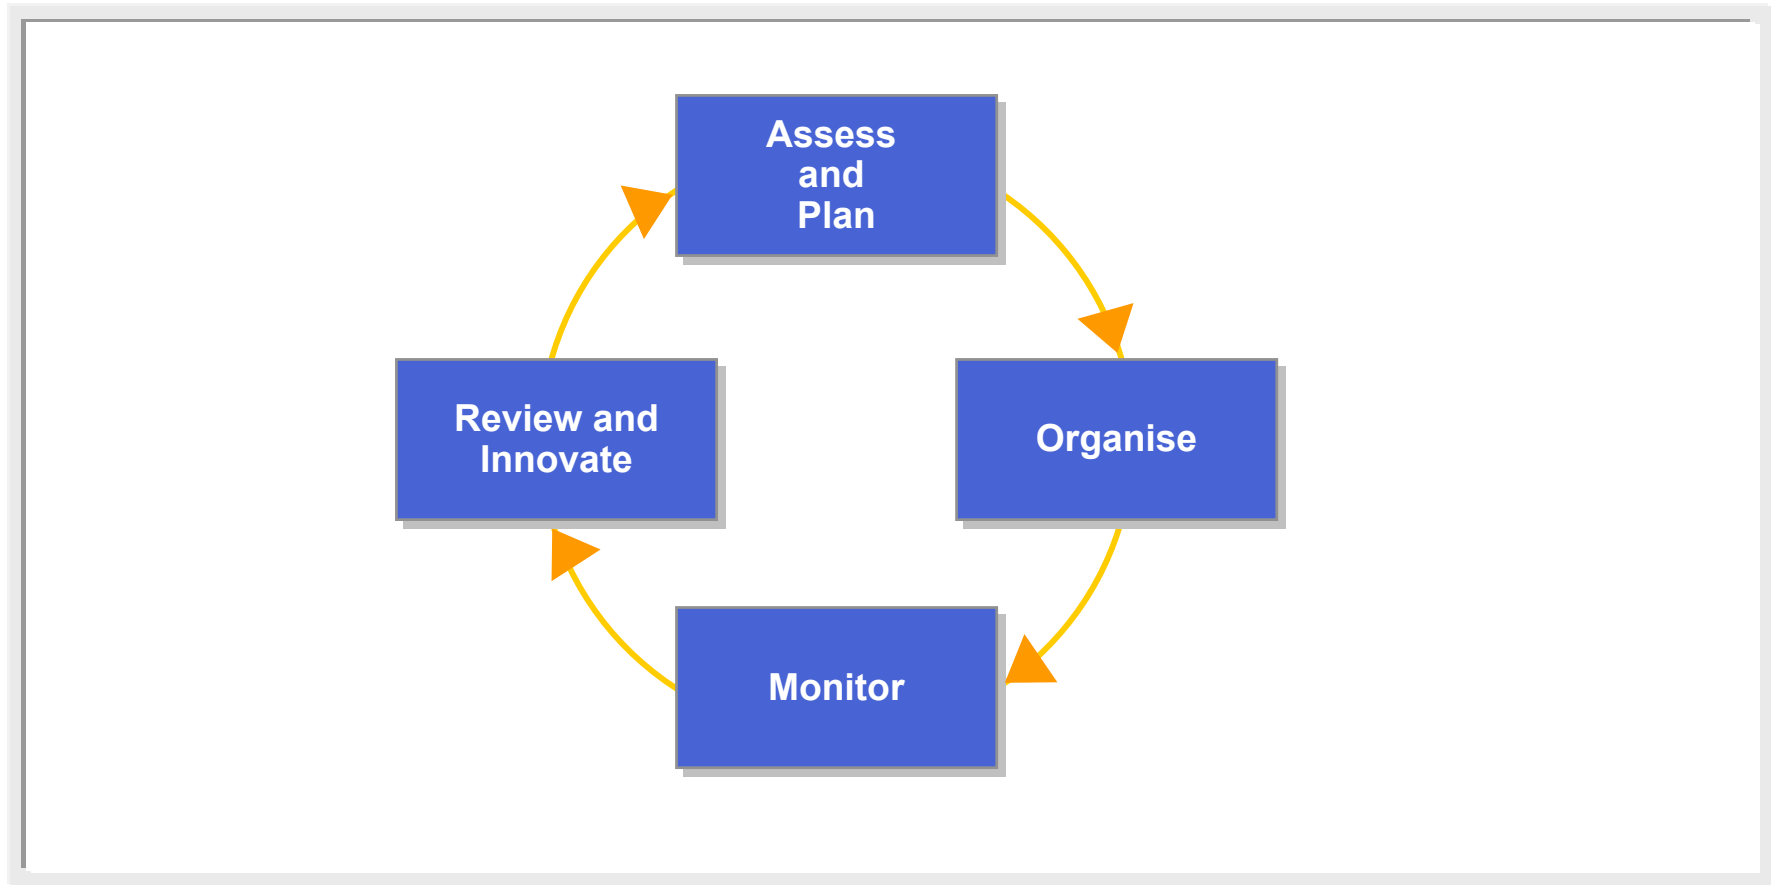 Assess
and
Plan
Review and
Innovate
Organise
Monitor